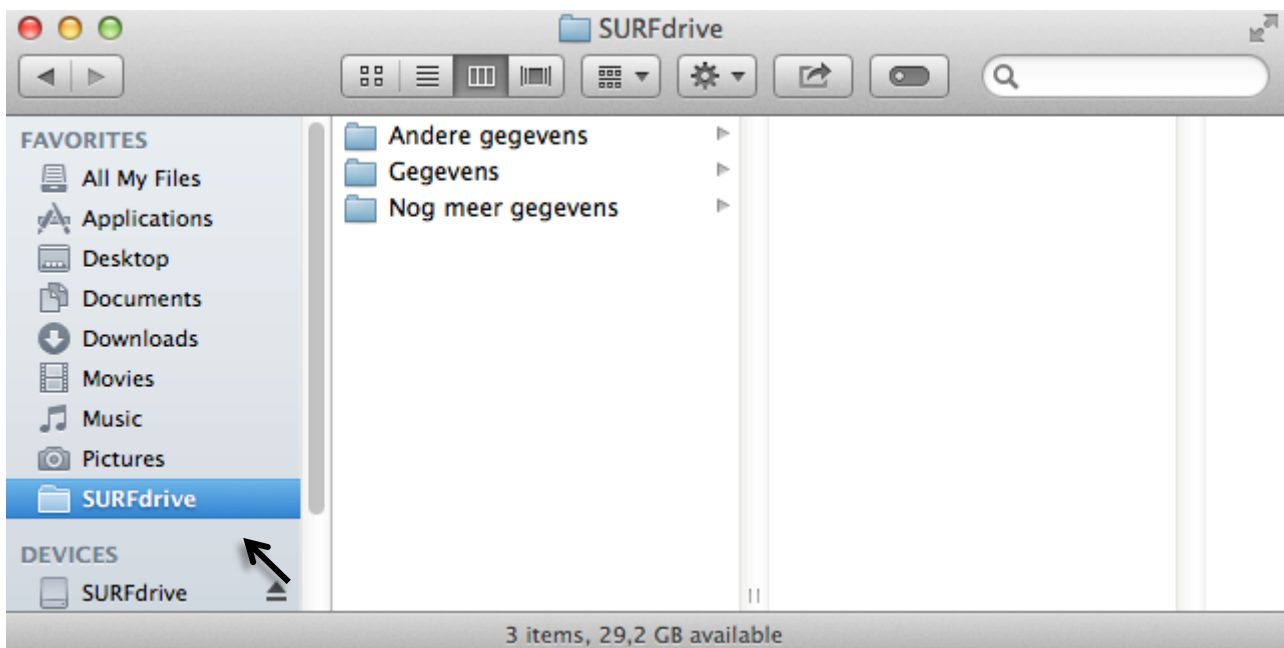 SURFdrive
FAVORITES
All My Files
Applications
Desktop
Documents
Downloads
Movies
Music
Pictures
SURFdrive
DEVICES
SURFdrive
Andere gegevens
Gegevens
Nog meer gegevens
3 items, 29,2 GB available